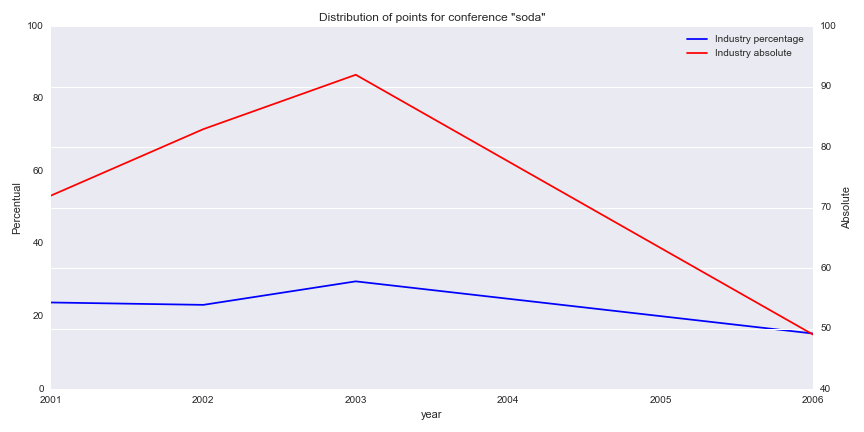 Distribution of points for conference "soda"
Industry percentage
Industry absolute
100
80
60
40
20
0
Percentual
100
90
80
70
60
50
40
Absolute
2001 2002 2003 2004 2005 2006
year